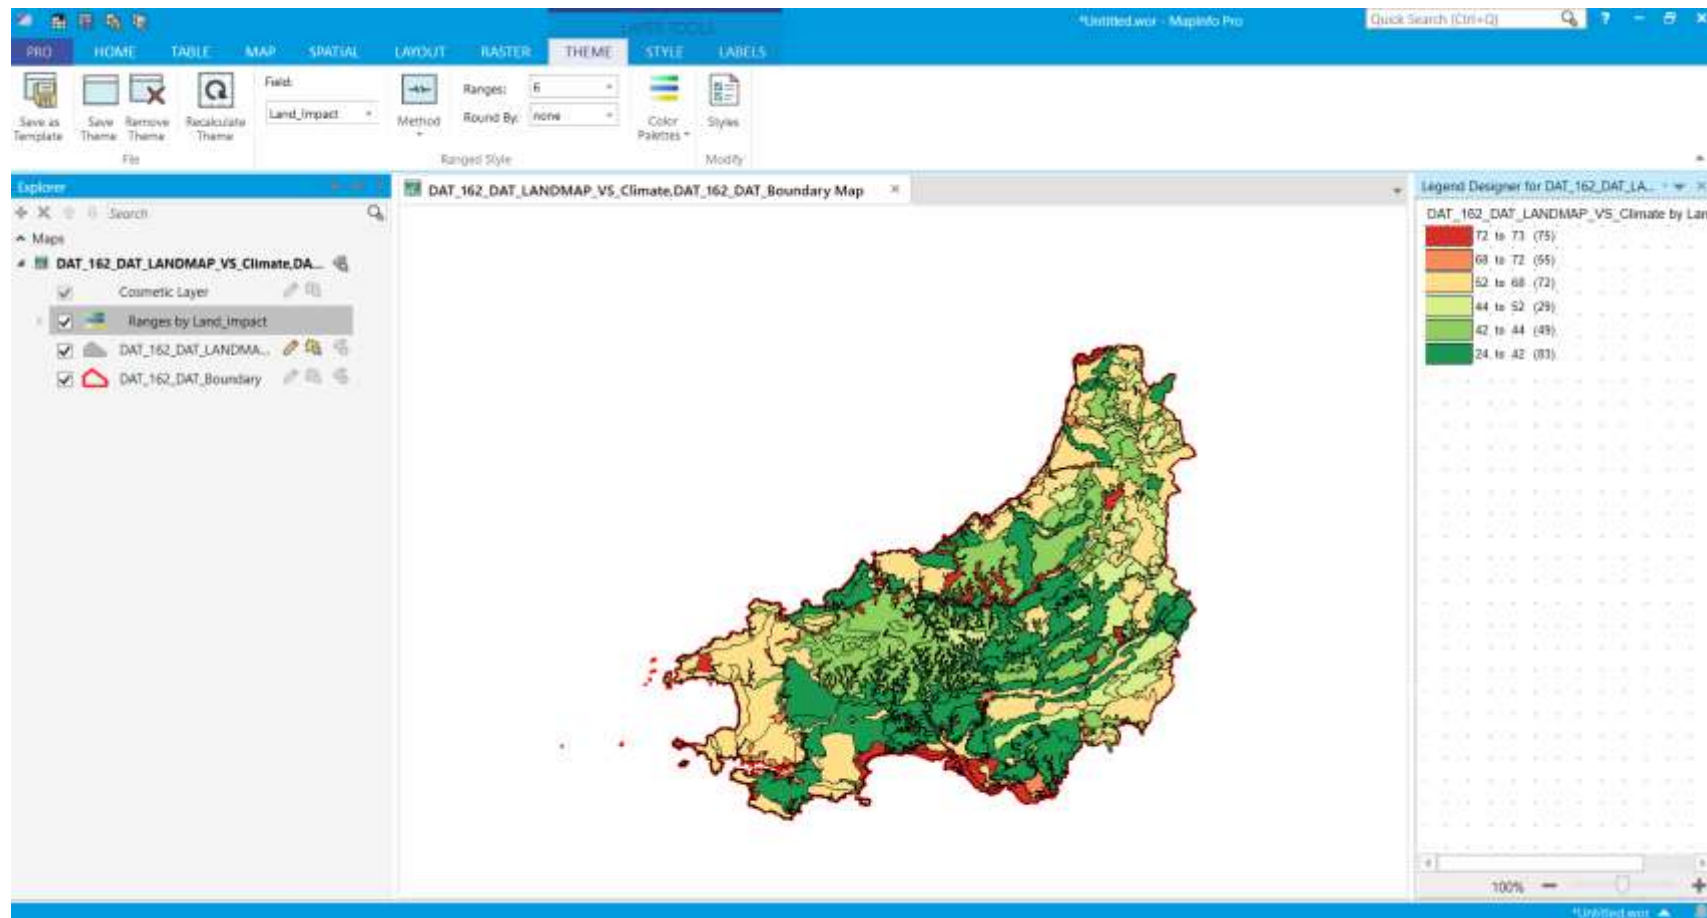 LAYER TOOLS
*Untitled.wor - MapInfo Pro
Quick Search (Ctrl+Q)
?
PRO HOME TABLE MAP SPATIAL LAYOUT RASTER THEME STYLE LABELS
Save as Template
Save Theme
Remove Theme
Recalculate Theme
File
Field:
Land_Impact
Method
Ranges: 6
Round By: none
Color Palettes
Ranged Style
Styles
Modify
Explorer
Search
Maps
DAT_162_DAT_LANDMAP_VS_Climate,DA...
Cosmetic Layer
Ranges by Land_Impact
DAT_162_DAT_LANDMA...
DAT_162_DAT_Boundary
DAT_162_DAT_LANDMAP_VS_Climate,DAT_162_DAT_Boundary Map
Legend Designer for DAT_162_DAT_LA...
DAT_162_DAT_LANDMAP_VS_Climate by Lan
72 to 73 (75)
68 to 72 (55)
52 to 68 (72)
44 to 52 (29)
42 to 44 (49)
24 to 42 (83)
100%
*Untitled.wor